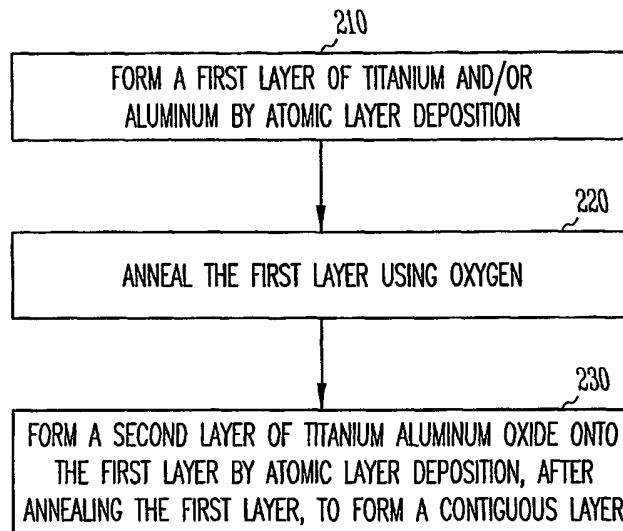 210
FORM A FIRST LAYER OF TITANIUM AND/OR
ALUMINUM BY ATOMIC LAYER DEPOSITION
220
ANNEAL THE FIRST LAYER USING OXYGEN
230
FORM A SECOND LAYER OF TITANIUM ALUMINUM OXIDE ONTO
THE FIRST LAYER BY ATOMIC LAYER DEPOSITION, AFTER
ANNEALING THE FIRST LAYER, TO FORM A CONTIGUOUS LAYER